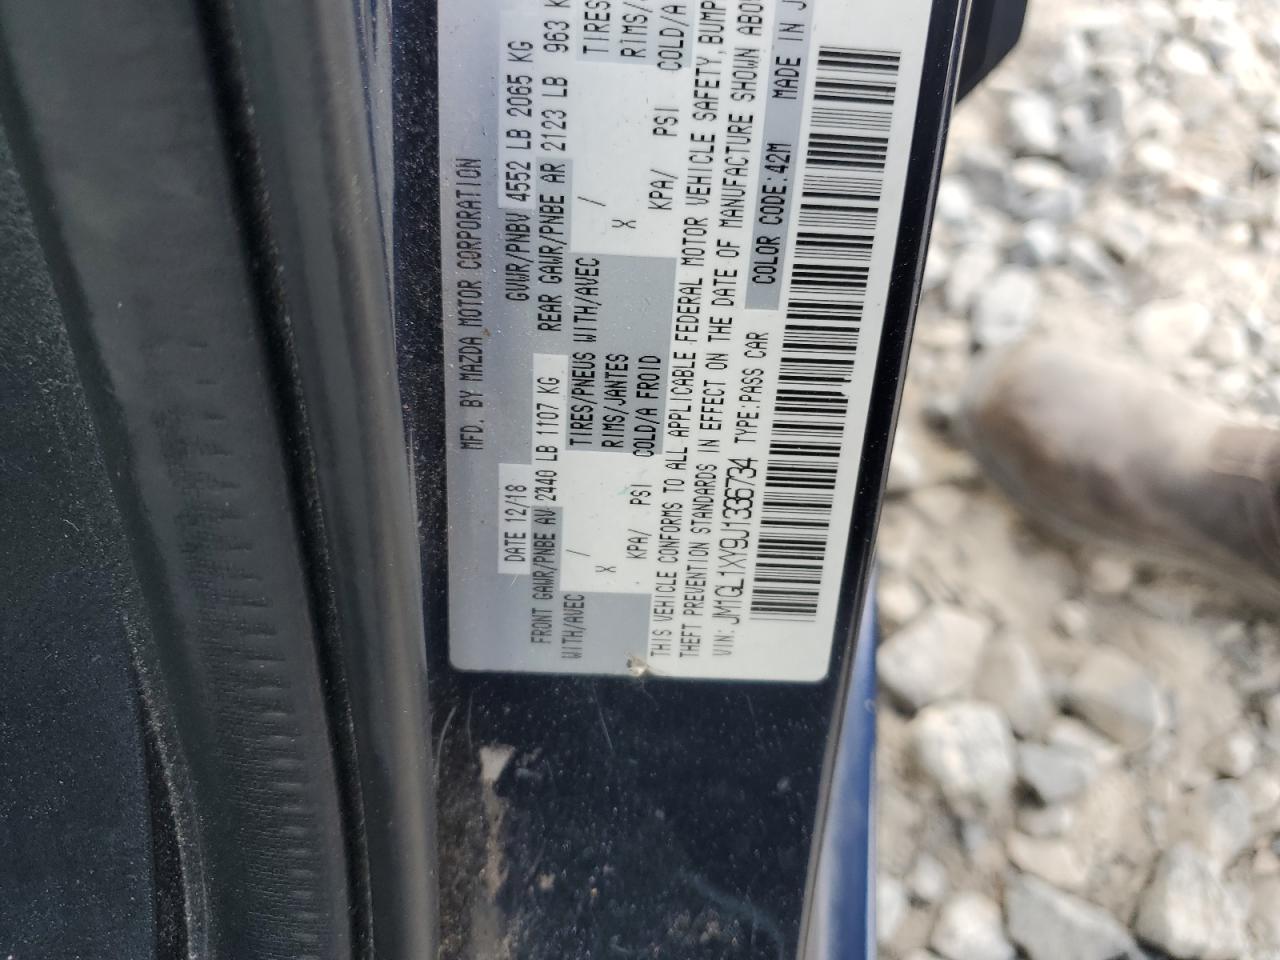 MFD. BY MAZDA MOTOR CORPORATION
DATE 12/18 GVWR/PNBV 4552 LB 2065 KG
FRONT GAWR/PNBE AV 2440 LB 1107 KG REAR GAWR/PNBE AR 2123 LB 963
WITH/AVEC / TIRES/PNEUS WITH/AVEC / TIRES
X RIMS/JANTES X RIMS/
KPA/ PSI COLD/A FROID KPA/ PSI COLD/A
THIS VEHICLE CONFORMS TO ALL APPLICABLE FEDERAL MOTOR VEHICLE SAFETY, BUMP
THEFT PREVENTION STANDARDS IN EFFECT ON THE DATE OF MANUFACTURE SHOWN
VIN: JM1GL1XY9J1336734 TYPE:PASS CAR COLOR CODE:42M MADE IN J